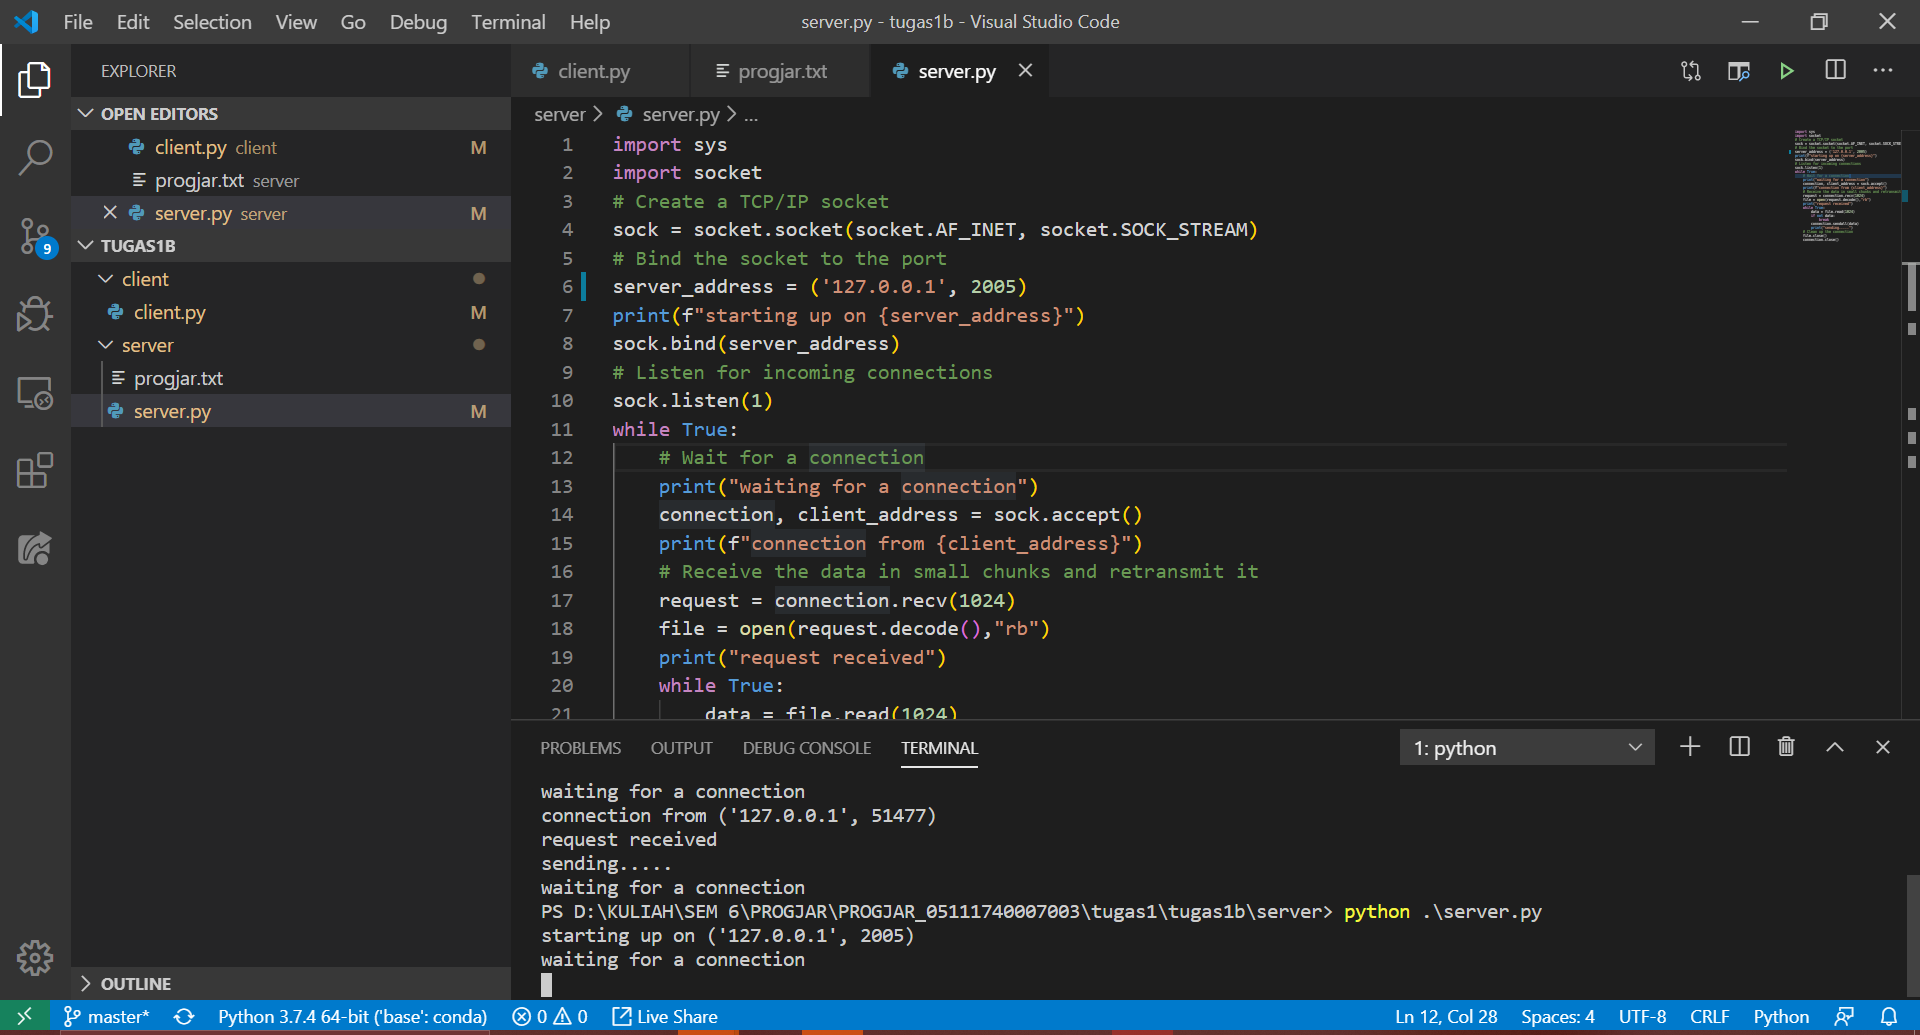 File Edit Selection View Go Debug Terminal Help
server.py - tugas1b - Visual Studio Code
EXPLORER
OPEN EDITORS
client.py client M
progjar.txt server
server.py server M
TUGAS1B
client
client.py M
server
progjar.txt
server.py M
OUTLINE
9
client.py progjar.txt server.py
server > server.py > ...
1 import sys
2 import socket
3 # Create a TCP/IP socket
4 sock = socket.socket(socket.AF_INET, socket.SOCK_STREAM)
5 # Bind the socket to the port
6 server_address = ('127.0.0.1', 2005)
7 print(f"starting up on {server_address}")
8 sock.bind(server_address)
9 # Listen for incoming connections
10 sock.listen(1)
11 while True:
12 # Wait for a connection
13 print("waiting for a connection")
14 connection, client_address = sock.accept()
15 print(f"connection from {client_address}")
16 # Receive the data in small chunks and retransmit it
17 request = connection.recv(1024)
18 file = open(request.decode(),"rb")
19 print("request received")
20 while True:
21 data = file.read(1024)
PROBLEMS OUTPUT DEBUG CONSOLE TERMINAL
1: python
waiting for a connection
connection from ('127.0.0.1', 51477)
request received
sending.....
waiting for a connection
PS D:\KULIAH\SEM 6\PROGJAR\PROGJAR_05111740007003\tugas1\tugas1b\server> python .\server.py
starting up on ('127.0.0.1', 2005)
waiting for a connection
master* Python 3.7.4 64-bit ('base': conda) 0 0 Live Share
Ln 12, Col 28 Spaces: 4 UTF-8 CRLF Python